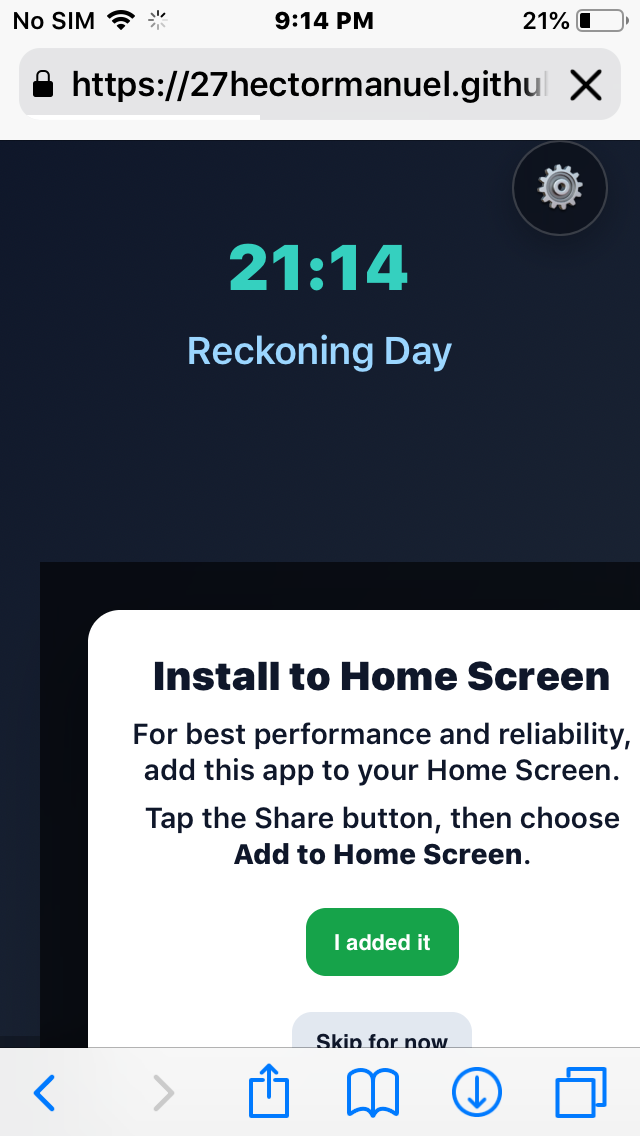 No SIM 9:14 PM 21%
https://27hectormanuel.githu
21:14
Reckoning Day
Install to Home Screen
For best performance and reliability,
add this app to your Home Screen.
Tap the Share button, then choose
Add to Home Screen.
I added it
Skip for now